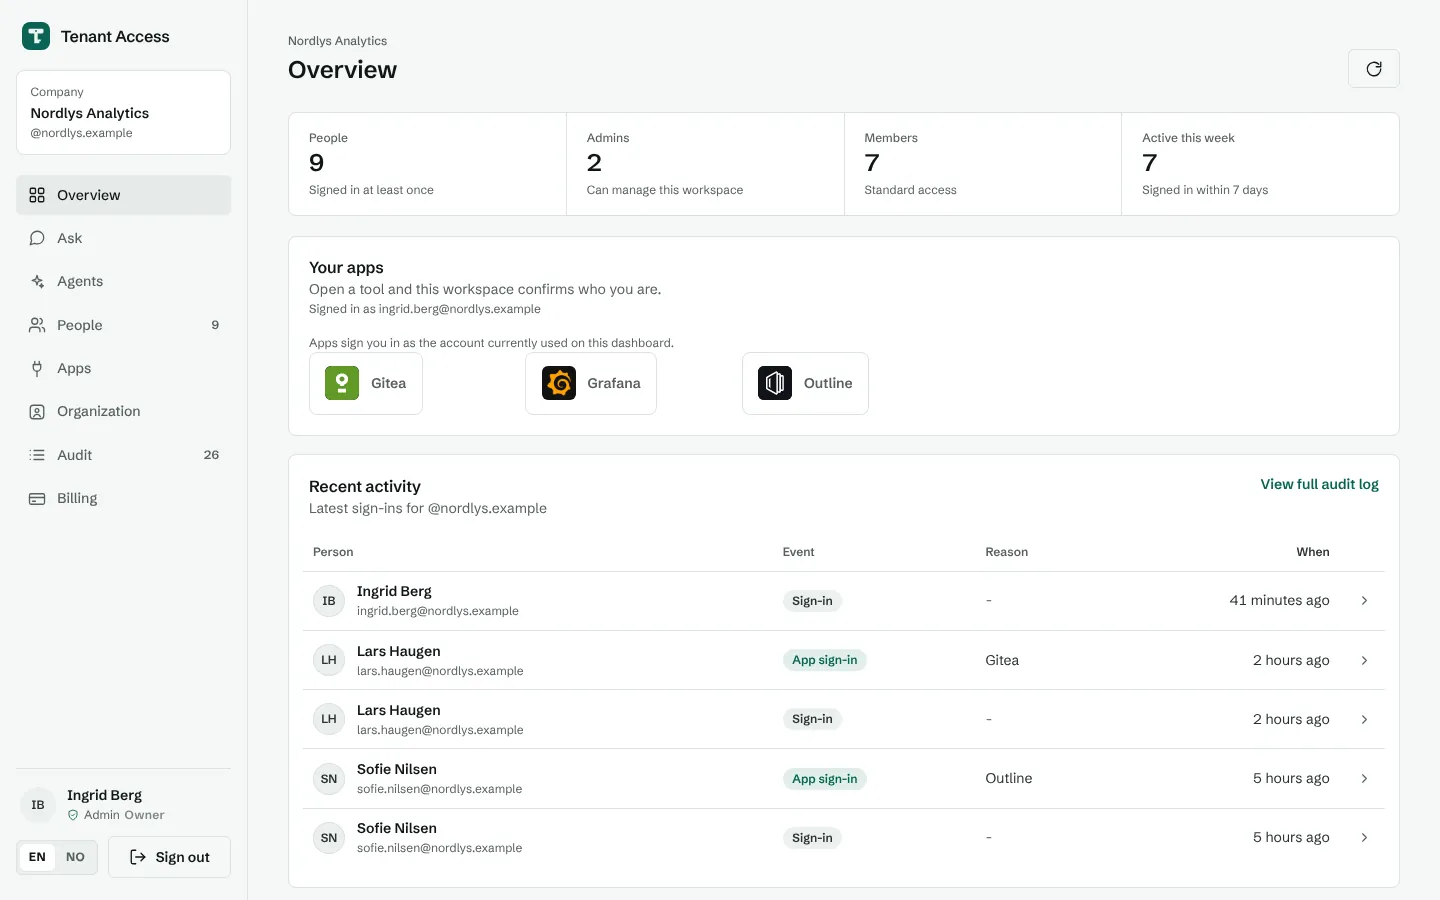 Tenant Access
Company
Nordlys Analytics
@nordlys.example
Overview
Ask
Agents
People 9
Apps
Organization
Audit 26
Billing
IB
Ingrid Berg
Admin Owner
EN NO
Sign out
Nordlys Analytics
Overview
People
9
Signed in at least once
Admins
2
Can manage this workspace
Members
7
Standard access
Active this week
7
Signed in within 7 days
Your apps
Open a tool and this workspace confirms who you are.
Signed in as ingrid.berg@nordlys.example
Apps sign you in as the account currently used on this dashboard.
Gitea
Grafana
Outline
Recent activity
View full audit log
Latest sign-ins for @nordlys.example
Person Event Reason When
IB Ingrid Berg
ingrid.berg@nordlys.example
Sign-in - 41 minutes ago
LH Lars Haugen
lars.haugen@nordlys.example
App sign-in Gitea 2 hours ago
LH Lars Haugen
lars.haugen@nordlys.example
Sign-in - 2 hours ago
SN Sofie Nilsen
sofie.nilsen@nordlys.example
App sign-in Outline 5 hours ago
SN Sofie Nilsen
sofie.nilsen@nordlys.example
Sign-in - 5 hours ago